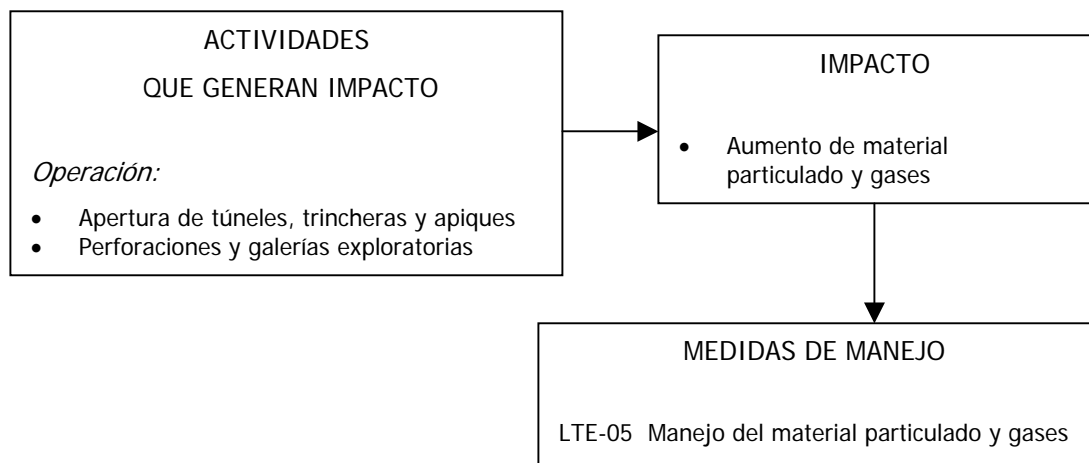 ACTIVIDADES
QUE GENERAN IMPACTO
Operación:
• Apertura de túneles, trincheras y apiques
• Perforaciones y galerías exploratorias
IMPACTO
• Aumento de material
particulado y gases
MEDIDAS DE MANEJO
LTE-05 Manejo del material particulado y gases